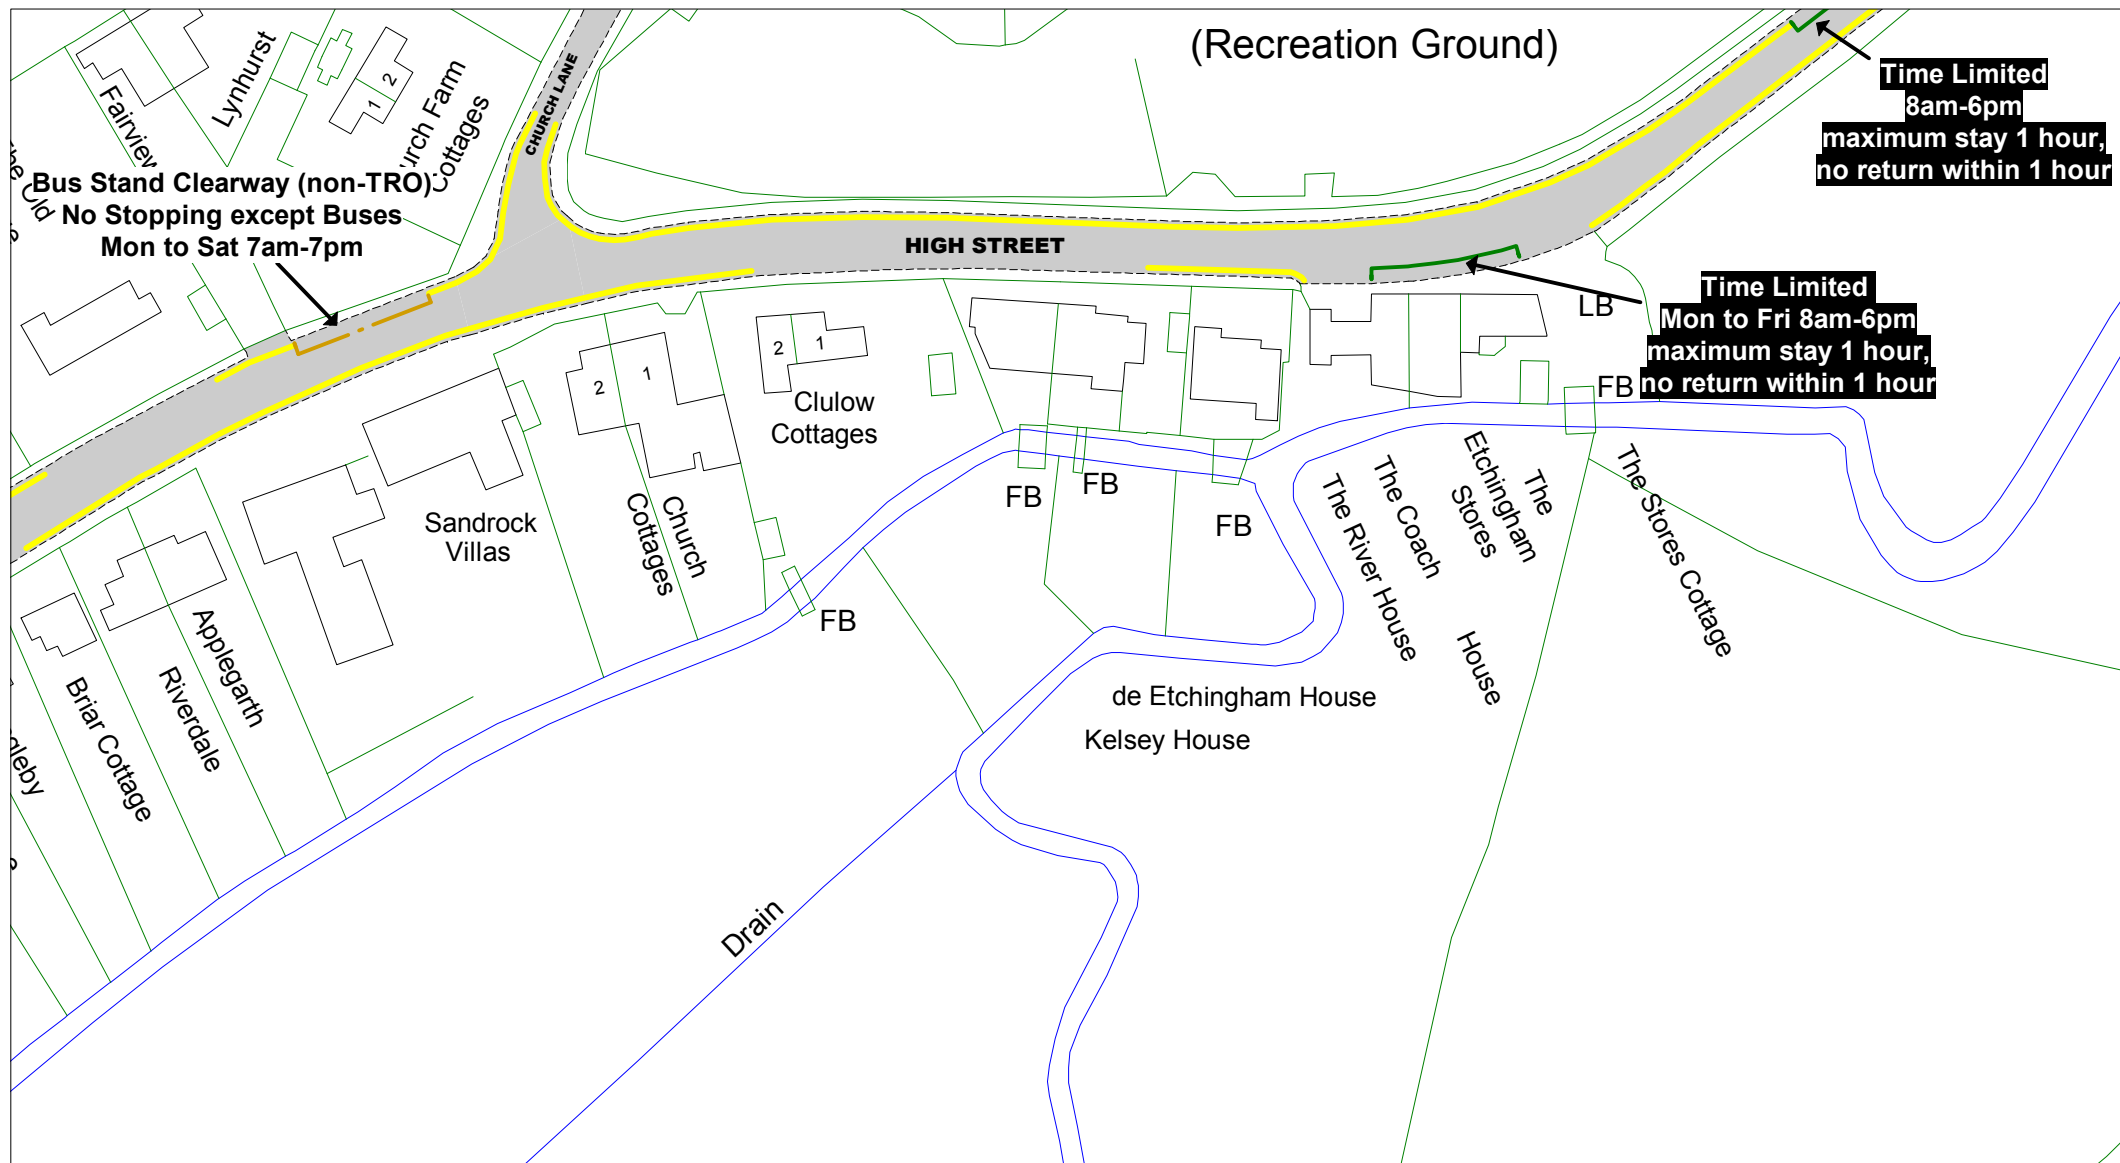 (Recreation Ground)
Time Limited
8am-6pm
maximum stay 1 hour,
no return within 1 hour
CHURCH LANE
Lynhurst
Fairview
1
2
Cottages
Bus Stand Clearway (non-TRO)
No Stopping except Buses
Mon to Sat 7am-7pm
HIGH STREET
LB
Time Limited
Mon to Fri 8am-6pm
maximum stay 1 hour,
no return within 1 hour
2
1
2
1
Clulow
Cottages
FB
FB
FB
FB
FB
Sandrock
Villas
Church
Cottages
The River House
The Coach
House
The
Etchingham
Stores
The Stores Cottage
Applegarth
Riverdale
Briar Cottage
de Etchingham House
Kelsey House
Drain